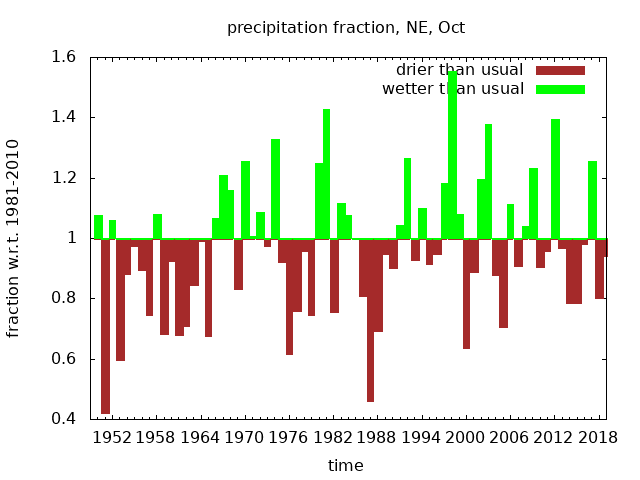 precipitation fraction, NE, Oct
1.6
1.4
1.2
1
0.8
0.6
0.4
fraction w.r.t. 1981-2010
drier than usual
wetter than usual
1952 1958 1964 1970 1976 1982 1988 1994 2000 2006 2012 2018
time